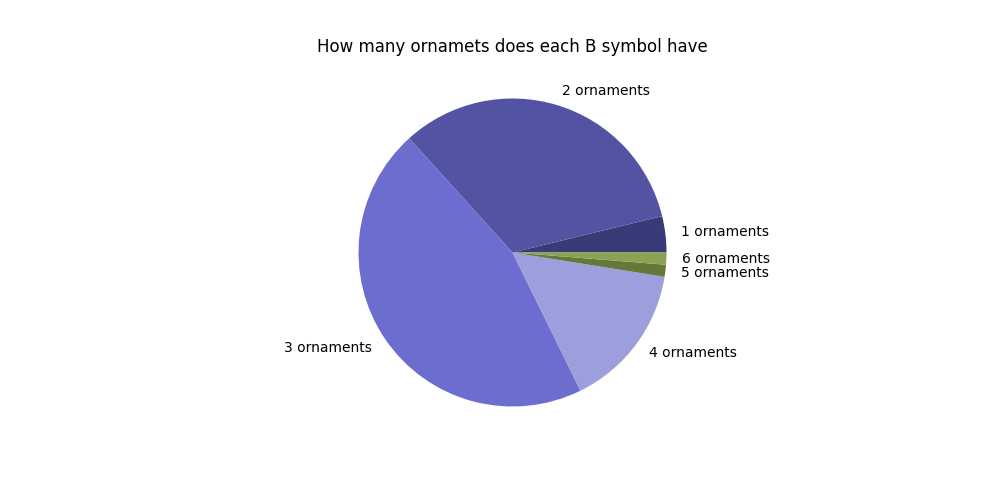 How many ornamets does each B symbol have
2 ornaments
1 ornaments
6 ornaments
5 ornaments
3 ornaments
4 ornaments